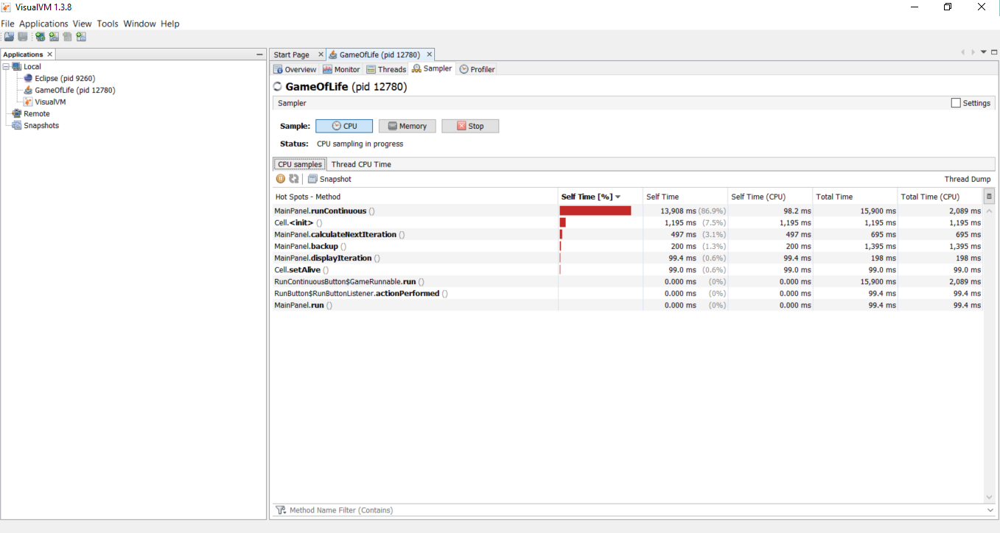 VisualVM 1.3.8
File Applications View Tools Window Help
Applications
Local
Eclipse (pid 9260)
GameOfLife (pid 12780)
VisualVM
Remote
Snapshots
Start Page GameOfLife (pid 12780)
Overview Monitor Threads Sampler Profiler
GameOfLife (pid 12780)
Sampler Settings
Sample: CPU Memory Stop
Status: CPU sampling in progress
CPU samples Thread CPU Time
Snapshot Thread Dump
Hot Spots - Method Self Time [%] Self Time Self Time (CPU) Total Time Total Time (CPU)
MainPanel.runContinuous () 13,908 ms (86.9%) 98.2 ms 15,900 ms 2,089 ms
Cell.<init> () 1,195 ms (7.5%) 1,195 ms 1,195 ms 1,195 ms
MainPanel.calculateNextIteration () 497 ms (3.1%) 497 ms 695 ms 695 ms
MainPanel.backup () 200 ms (1.3%) 200 ms 1,395 ms 1,395 ms
MainPanel.displayIteration () 99.4 ms (0.6%) 99.4 ms 198 ms 198 ms
Cell.setAlive () 99.0 ms (0.6%) 99.0 ms 99.0 ms 99.0 ms
RunContinuousButton$GameRunnable.run () 0.000 ms (0%) 0.000 ms 15,900 ms 2,089 ms
RunButton$RunButtonListener.actionPerformed () 0.000 ms (0%) 0.000 ms 99.4 ms 99.4 ms
MainPanel.run () 0.000 ms (0%) 0.000 ms 99.4 ms 99.4 ms
Method Name Filter (Contains)